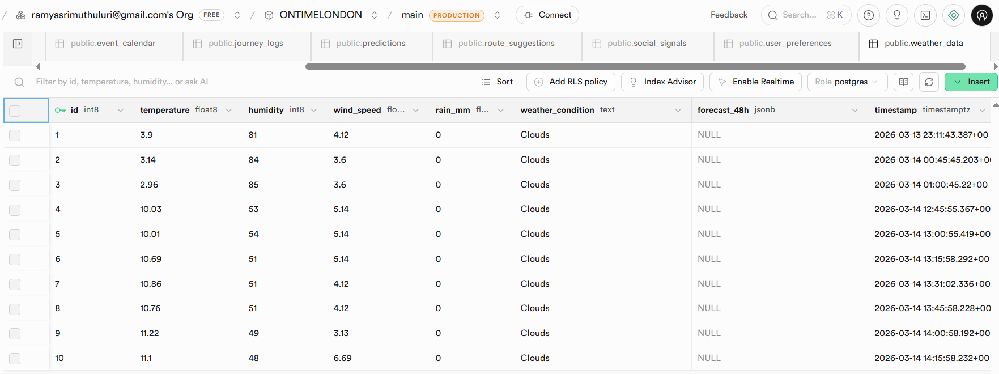 / ramyasrimuthuluri@gmail.com's Org FREE / ONTIMELONDON / main PRODUCTION Connect Feedback Search... ⌘ K
public.event_calendar public.journey_logs public.predictions public.route_suggestions public.social_signals public.user_preferences public.weather_data
Filter by id, temperature, humidity... or ask AI Sort Add RLS policy Index Advisor Enable Realtime Role postgres Insert
id int8 temperature float8 humidity int8 wind_speed flo... rain_mm fl... weather_condition text forecast_48h jsonb timestamp timestamptz
1 3.9 81 4.12 0 Clouds NULL 2026-03-13 23:11:43.387+00
2 3.14 84 3.6 0 Clouds NULL 2026-03-14 00:45:45.203+00
3 2.96 85 3.6 0 Clouds NULL 2026-03-14 01:00:45.22+00
4 10.03 53 5.14 0 Clouds NULL 2026-03-14 12:45:55.367+00
5 10.01 54 5.14 0 Clouds NULL 2026-03-14 13:00:55.419+00
6 10.69 51 5.14 0 Clouds NULL 2026-03-14 13:15:58.292+00
7 10.86 51 4.12 0 Clouds NULL 2026-03-14 13:31:02.336+00
8 10.76 51 4.12 0 Clouds NULL 2026-03-14 13:45:58.228+00
9 11.22 49 3.13 0 Clouds NULL 2026-03-14 14:00:58.192+00
10 11.1 48 6.69 0 Clouds NULL 2026-03-14 14:15:58.232+00